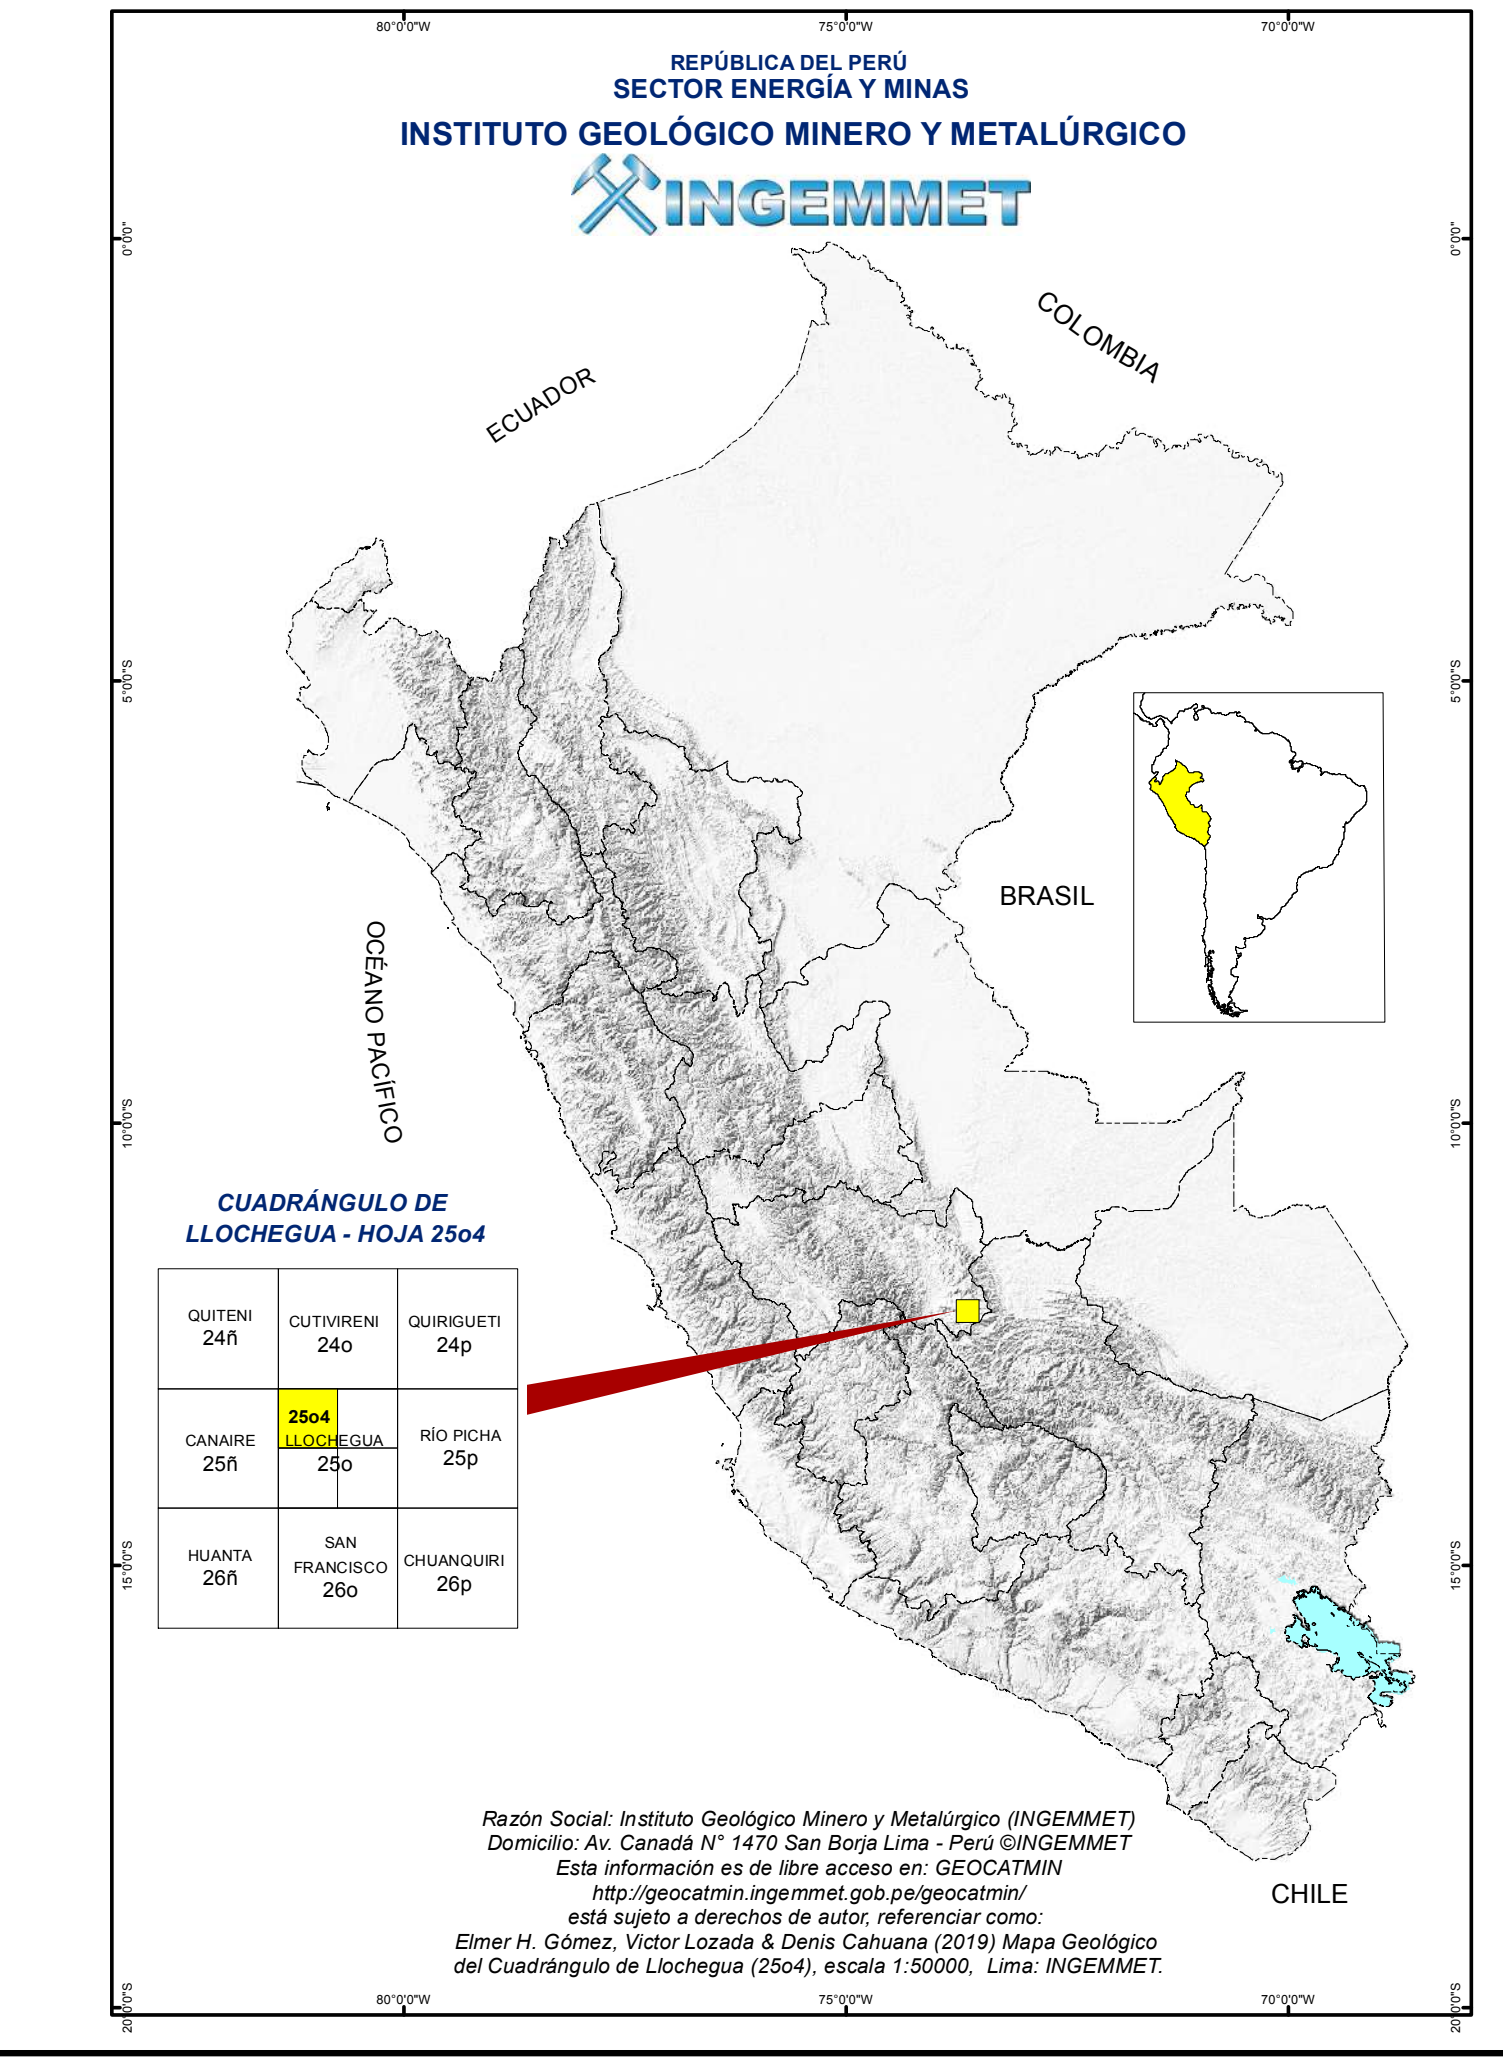 80°0'0"W
75°0'0"W
70°0'0"W
REPÚBLICA DEL PERÚ
SECTOR ENERGÍA Y MINAS
INSTITUTO GEOLÓGICO MINERO Y METALÚRGICO
INGEMMET
0°0'0"
0°0'0"
COLOMBIA
ECUADOR
5°0'0"S
5°0'0"S
BRASIL
OCÉANO PACÍFICO
10°0'0"S
10°0'0"S
CUADRÁNGULO DE
LLOCHEGUA - HOJA 25o4
QUITENI
24ñ
CUTIVIRENI
24o
QUIRIGUETI
24p
CANAIRE
25ñ
25o4
LLOCHEGUA
25o
RÍO PICHA
25p
HUANTA
26ñ
SAN
FRANCISCO
26o
CHUANQUIRI
26p
15°0'0"S
15°0'0"S
Razón Social: Instituto Geológico Minero y Metalúrgico (INGEMMET)
Domicilio: Av. Canadá N° 1470 San Borja Lima - Perú ©INGEMMET
Esta información es de libre acceso en: GEOCATMIN
http://geocatmin.ingemmet.gob.pe/geocatmin/
está sujeto a derechos de autor, referenciar como:
Elmer H. Gómez, Victor Lozada & Denis Cahuana (2019) Mapa Geológico
del Cuadrángulo de Llochegua (25o4), escala 1:50000, Lima: INGEMMET.
CHILE
20°0'0"S
20°0'0"S
80°0'0"W
75°0'0"W
70°0'0"W